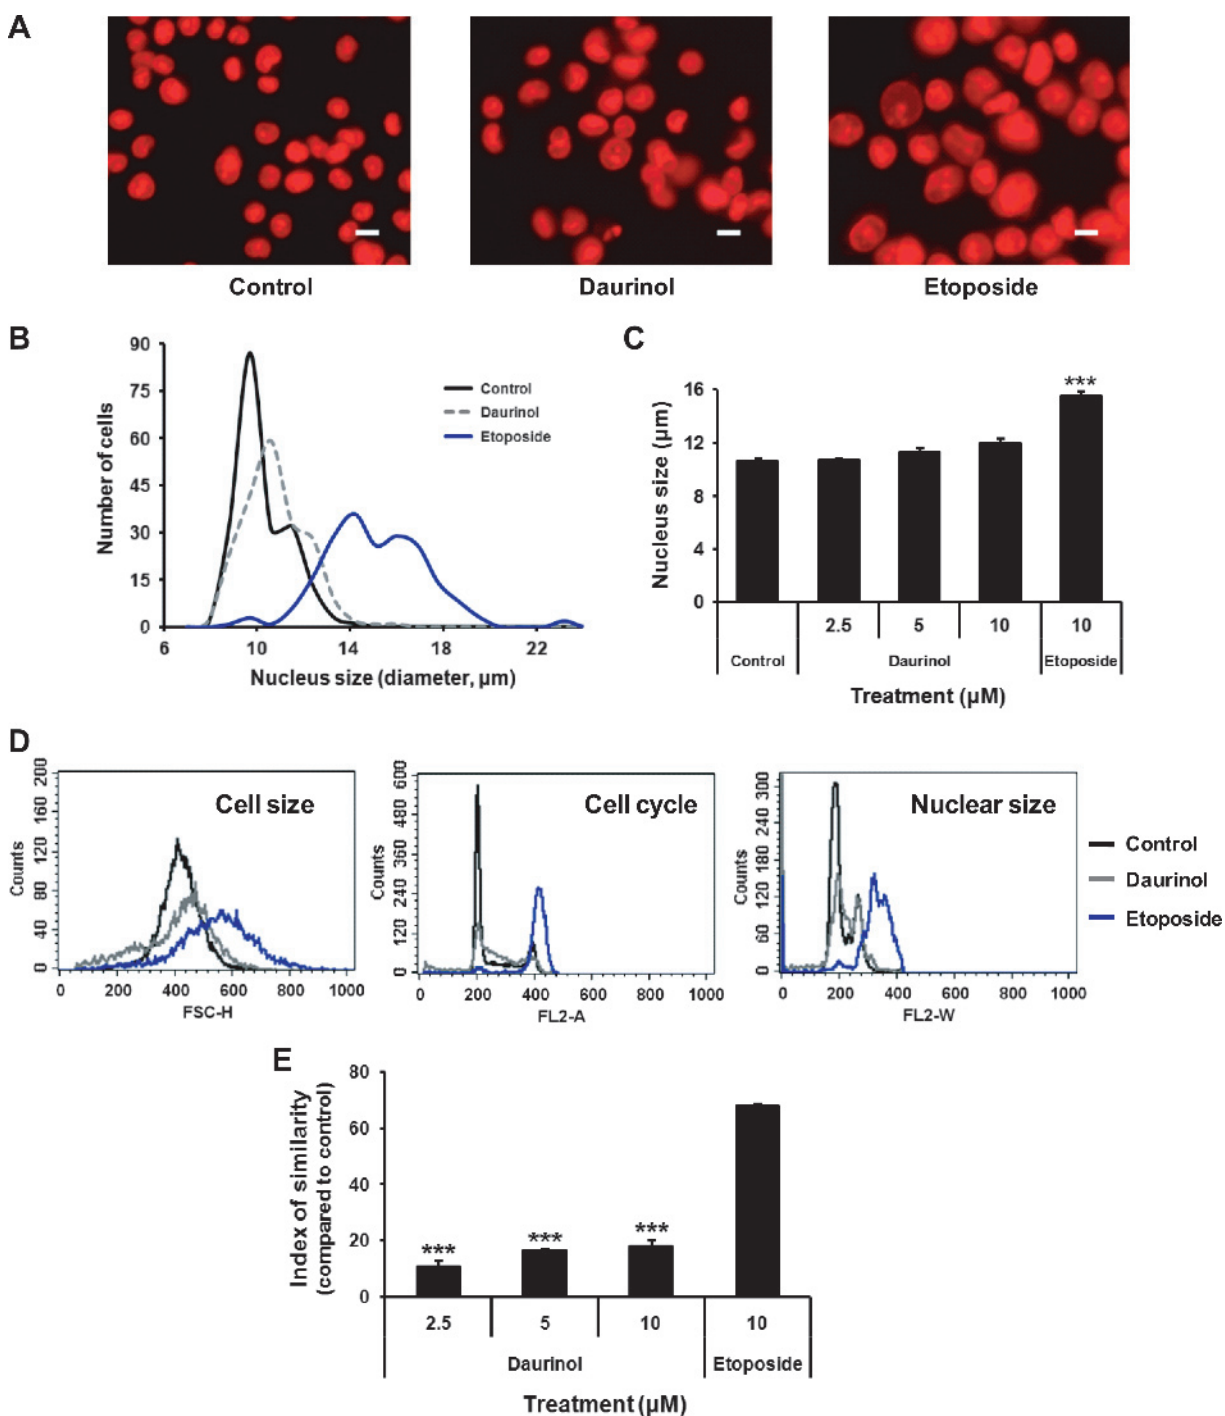 A
Control
Daurinol
Etoposide
B
90
75
60
45
30
15
0
Number of cells
6
10
14
18
22
Nucleus size (diameter, µm)
Control
Daurinol
Etoposide
C
Nucleus size (µm)
16
12
8
4
0
***
2.5
5
10
10
Control
Daurinol
Etoposide
Treatment (µM)
D
Cell size
Counts
200
160
120
80
40
0
0
200
400
600
800
1000
FSC-H
Cell cycle
Counts
600
480
360
240
120
0
0
200
400
600
800
1000
FL2-A
Nuclear size
Counts
300
240
180
120
60
0
0
200
400
600
800
1000
FL2-W
Control
Daurinol
Etoposide
E
Index of similarity
(compared to control)
80
60
40
20
0
***
***
***
2.5
5
10
10
Daurinol
Etoposide
Treatment (µM)